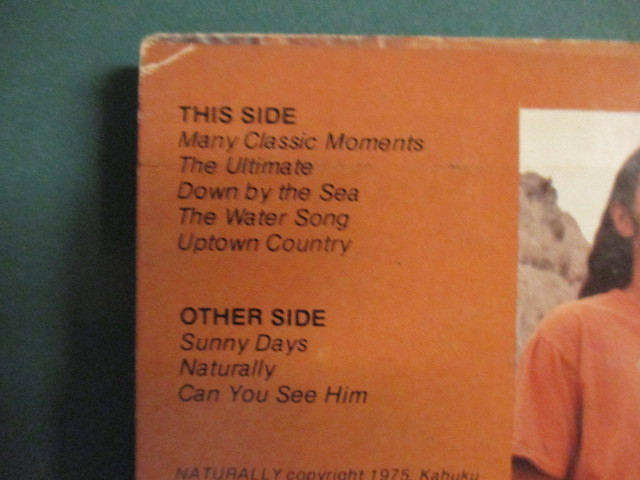 THIS SIDE
Many Classic Moments
The Ultimate
Down by the Sea
The Water Song
Uptown Country
OTHER SIDE
Sunny Days
Naturally
Can You See Him
NATURALLY copyright 1975, Kahuku